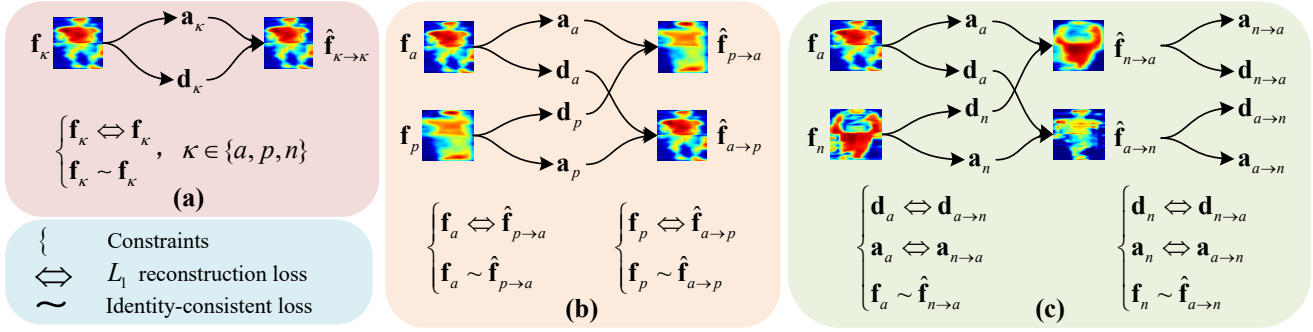 f_κ a_κ d_κ f̂_{κ→κ}
{ f_κ ⇔ f_κ
f_κ ~ f_κ , κ ∈ {a, p, n}
(a)
{ Constraints
⇔ L_1 reconstruction loss
~ Identity-consistent loss
f_a a_a f̂_{p→a}
d_a
f_p d_p f̂_{a→p}
a_p
{ f_a ⇔ f̂_{p→a}
f_a ~ f̂_{p→a}
{ f_p ⇔ f̂_{a→p}
f_p ~ f̂_{a→p}
(b)
f_a a_a f̂_{n→a} a_{n→a}
d_a d_{n→a}
f_n d_n f̂_{a→n} d_{a→n}
a_n a_{a→n}
{ d_a ⇔ d_{a→n}
a_a ⇔ a_{n→a}
f_a ~ f̂_{n→a}
{ d_n ⇔ d_{n→a}
a_n ⇔ a_{a→n}
f_n ~ f̂_{a→n}
(c)